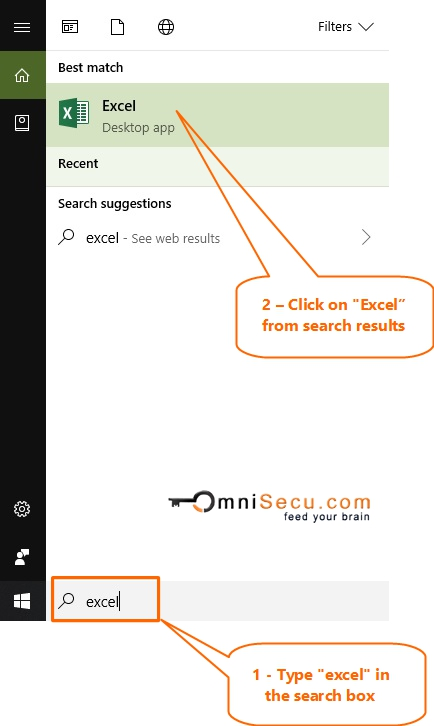 Filters
Best match
Excel
Desktop app
Recent
Search suggestions
excel - See web results
2 – Click on "Excel”
from search results
OmniSecu.com
feed your brain
excel
1 - Type "excel" in
the search box